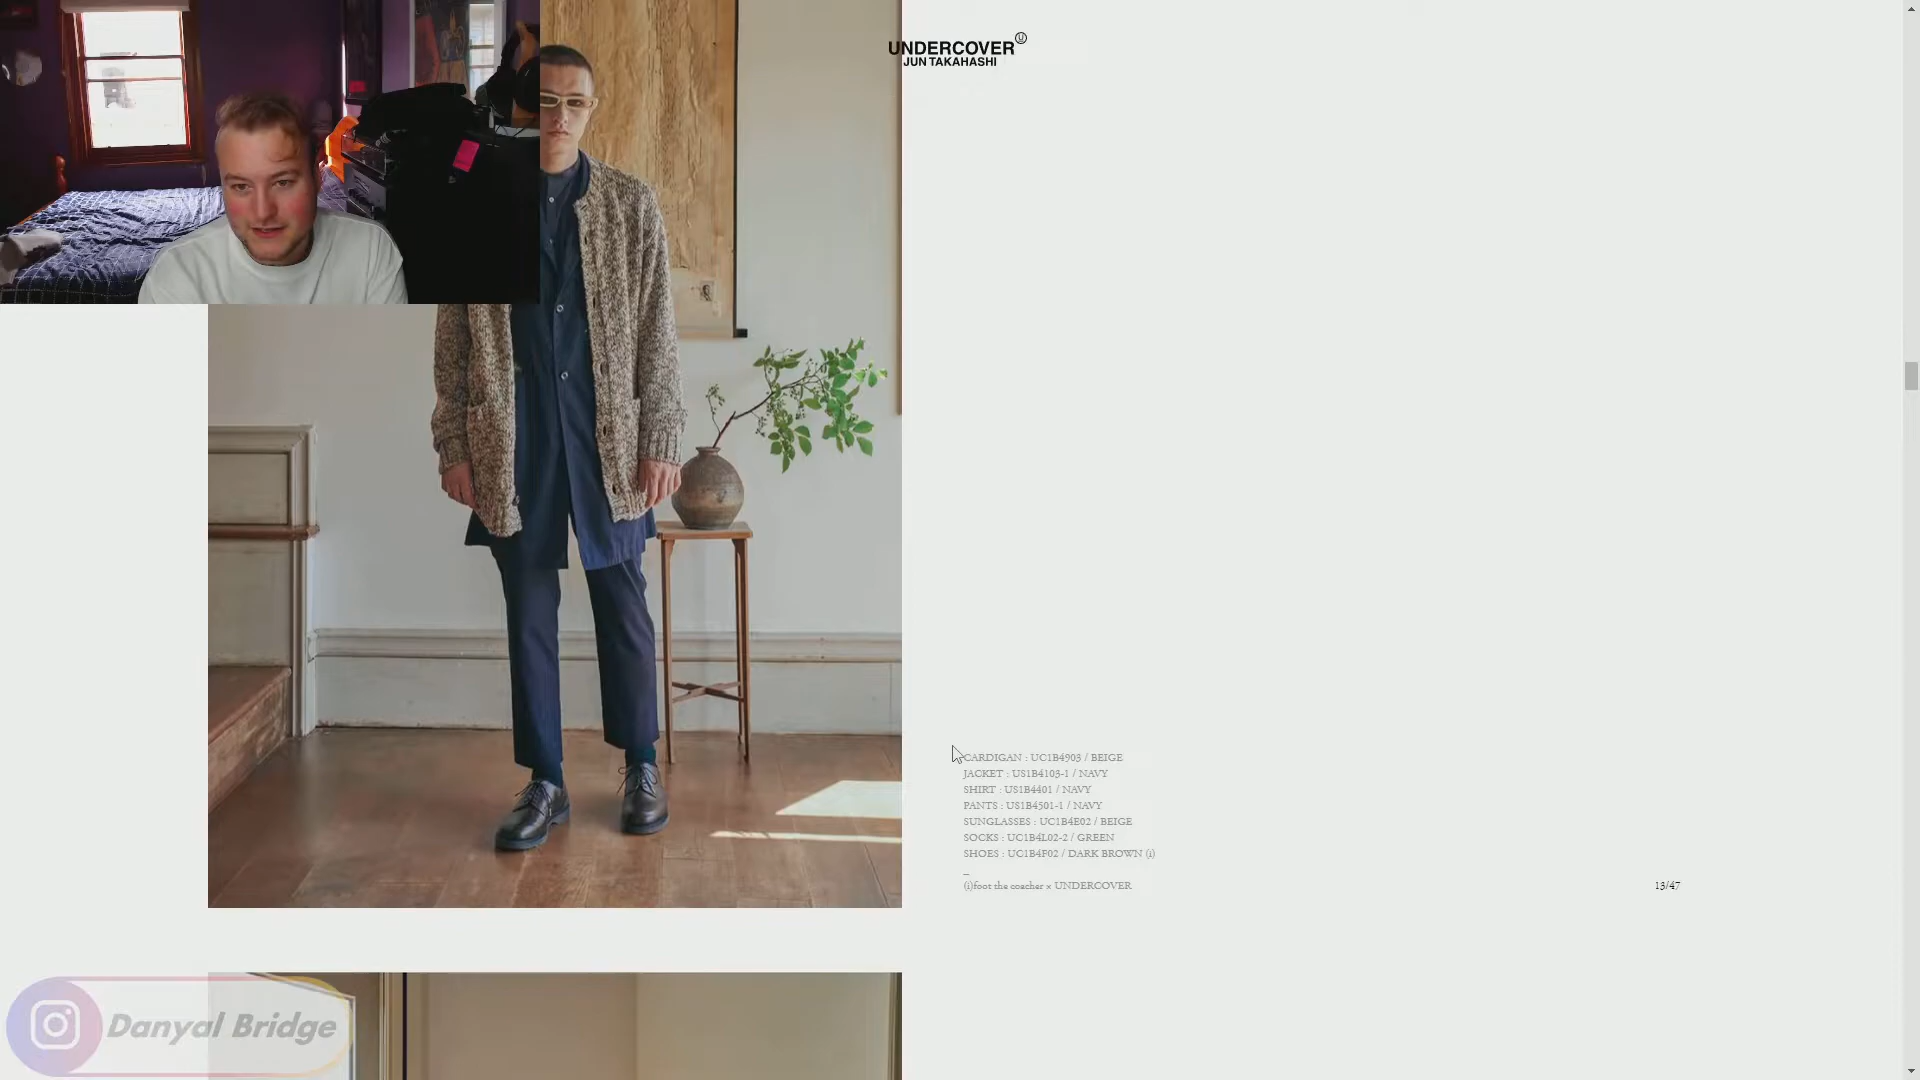 UNDERCOVER
JUN TAKAHASHI
CARDIGAN : UC1B4903 / BEIGE
JACKET : US1B4103-1 / NAVY
SHIRT : US1B4401 / NAVY
PANTS : US1B4501-1 / NAVY
SUNGLASSES : UC1B4E02 / BEIGE
SOCKS : UC1B4L02-2 / GREEN
SHOES : UC1B4F02 / DARK BROWN (i)
_
(i)foot the coacher × UNDERCOVER
13/47
Danyal Bridge